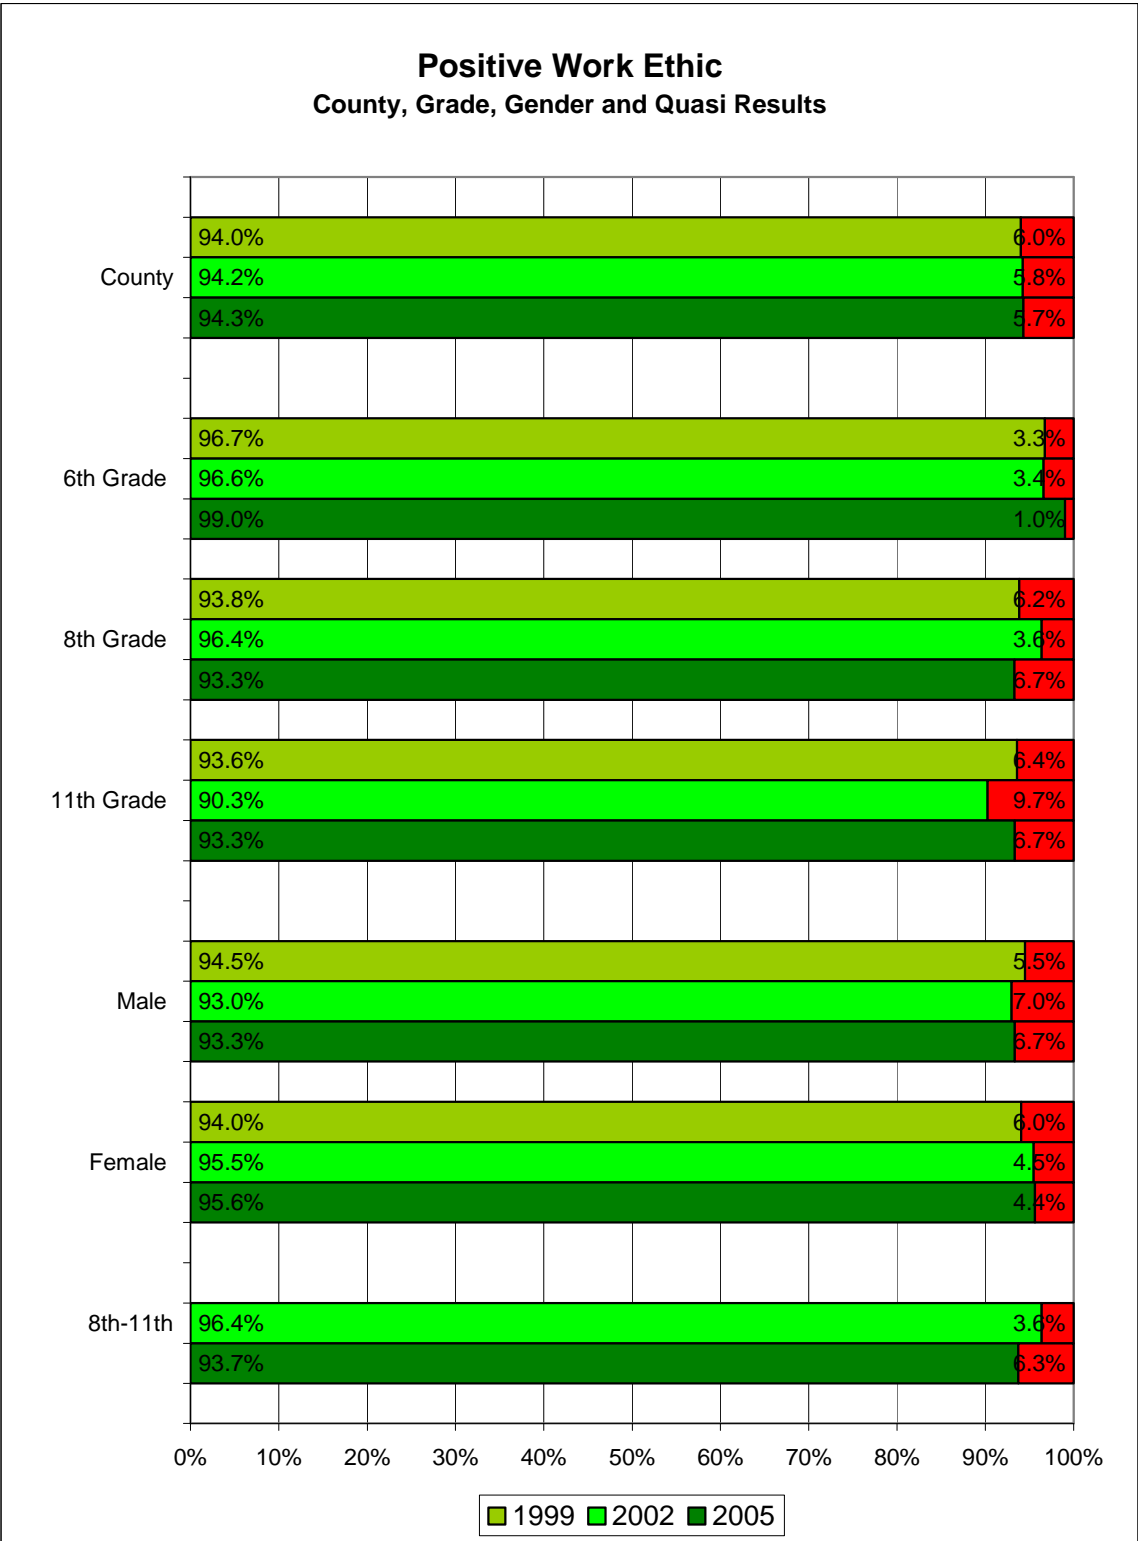 Positive Work Ethic
County, Grade, Gender and Quasi Results
94.0% 6.0%
County 94.2% 5.8%
94.3% 5.7%
96.7% 3.3%
6th Grade 96.6% 3.4%
99.0% 1.0%
93.8% 6.2%
8th Grade 96.4% 3.6%
93.3% 6.7%
93.6% 6.4%
11th Grade 90.3% 9.7%
93.3% 6.7%
94.5% 5.5%
Male 93.0% 7.0%
93.3% 6.7%
94.0% 6.0%
Female 95.5% 4.5%
95.6% 4.4%
8th-11th 96.4% 3.6%
93.7% 6.3%
0% 10% 20% 30% 40% 50% 60% 70% 80% 90% 100%
1999 2002 2005